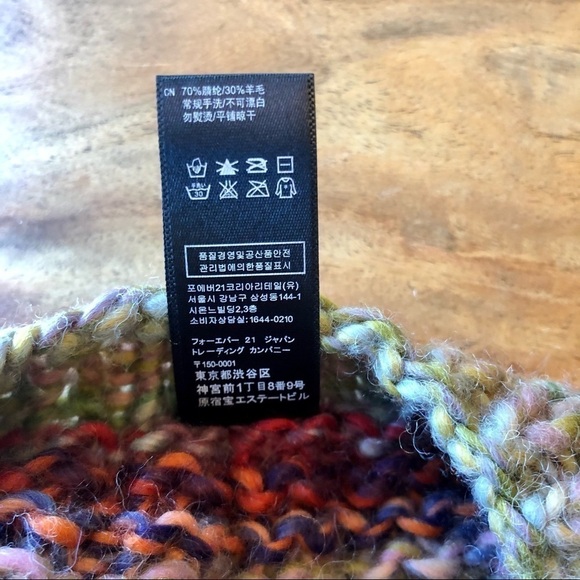 CN 70%腈纶/30%羊毛
常规手洗/不可漂白
勿熨烫/平铺晾干
手洗い
30
품질경영및공산품안전
관리법에의한품질표시
포에버21코리아리테일(유)
서울시 강남구 삼성동144-1
시몬느빌딩2,3층
소비자상담실:1644-0210
フォーエバー 21 ジャパン
トレーディング カンパニー
〒150-0001
東京都渋谷区
神宮前1丁目8番9号
原宿宝エステートビル